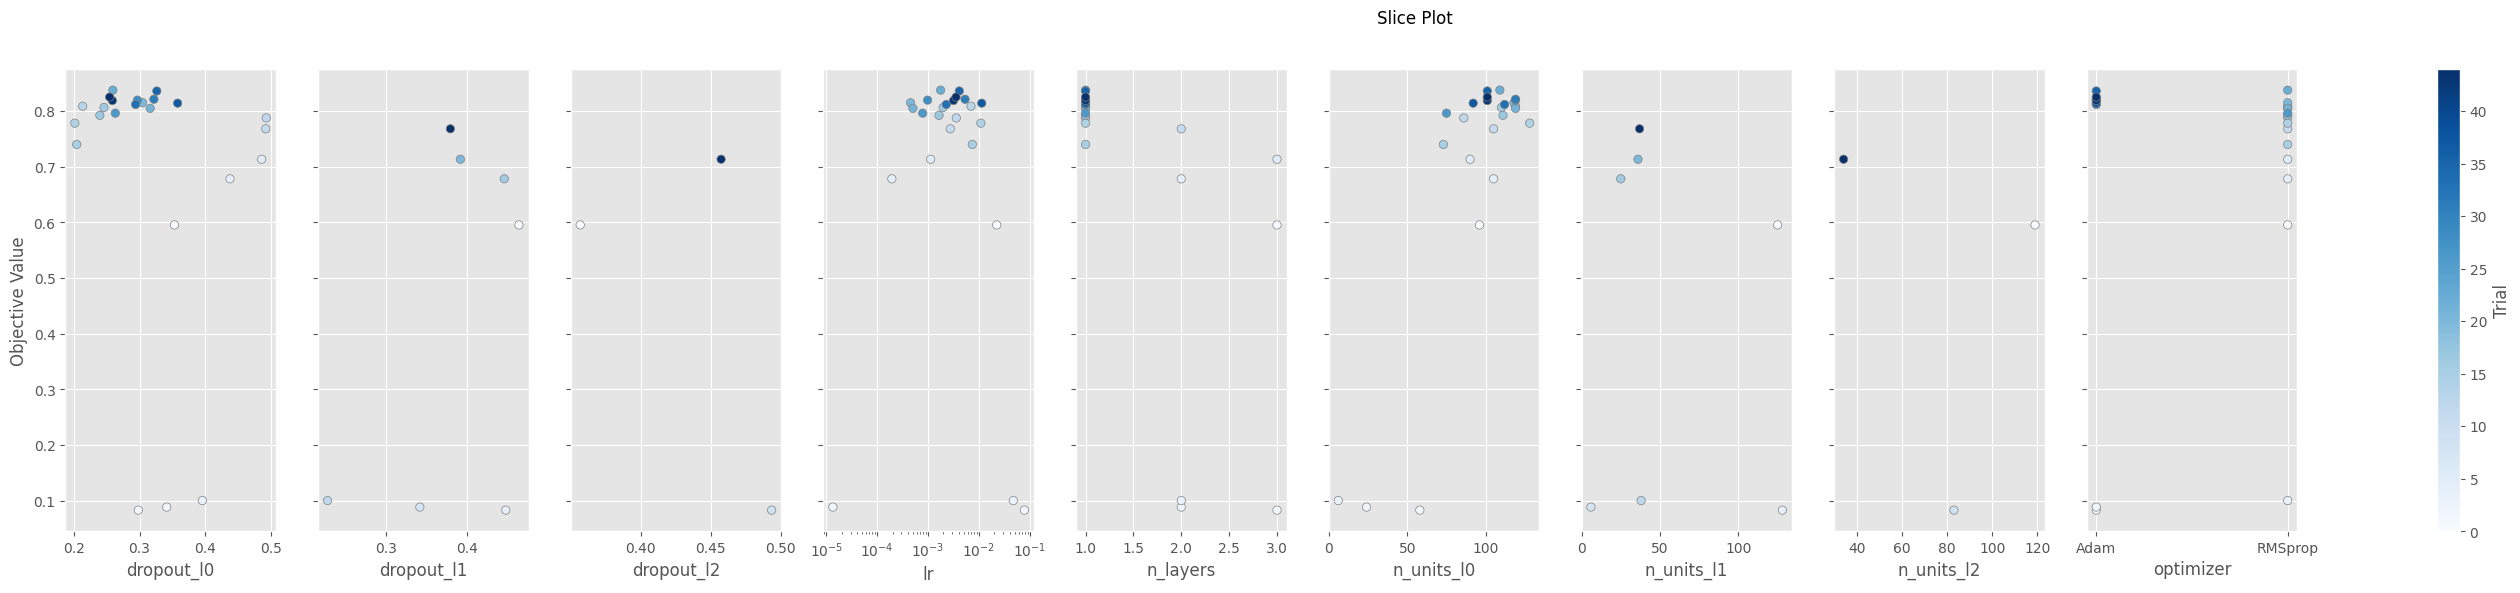 Slice Plot
Objective Value
0.8
0.7
0.6
0.5
0.4
0.3
0.2
0.1
0.2 0.3 0.4 0.5
dropout_l0
0.3 0.4
dropout_l1
0.40 0.45 0.50
dropout_l2
10⁻⁵ 10⁻⁴ 10⁻³ 10⁻² 10⁻¹
lr
1.0 1.5 2.0 2.5 3.0
n_layers
0 50 100
n_units_l0
0 50 100
n_units_l1
40 60 80 100 120
n_units_l2
Adam RMSprop
optimizer
40
35
30
25
20
15
10
5
0
Trial